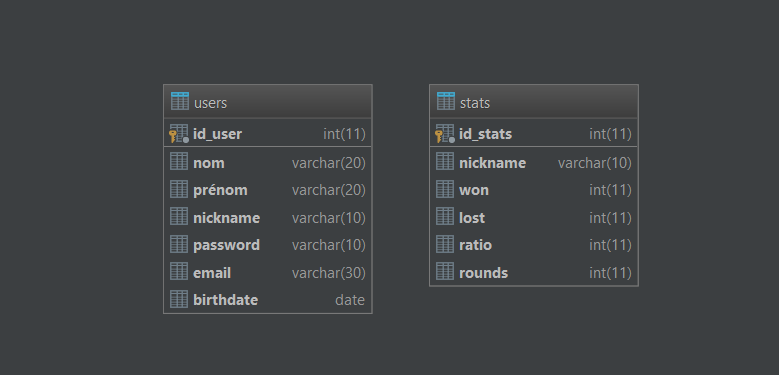 users
id_user int(11)
nom varchar(20)
prénom varchar(20)
nickname varchar(10)
password varchar(10)
email varchar(30)
birthdate date
stats
id_stats int(11)
nickname varchar(10)
won int(11)
lost int(11)
ratio int(11)
rounds int(11)